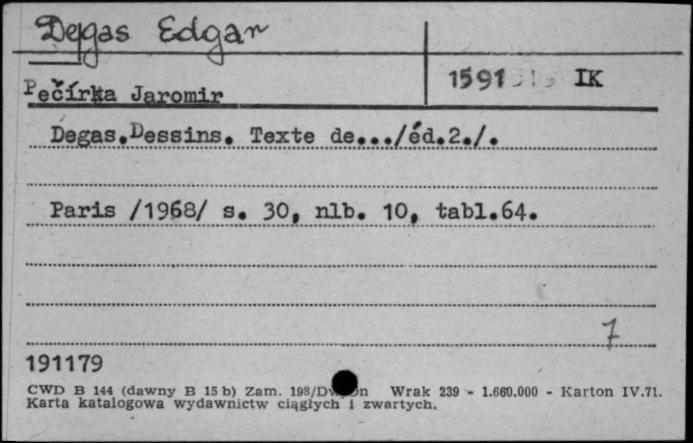 Degas Edgar
Pečírka Jaromir
1591 IK
Degas.Dessins. Texte de.../éd.2./.
Paris /1968/ s. 30, nlb. 10, tabl.64.
7
191179
CWD B 144 (dawny B 15 b) Zam. Wrak 239 - 1.660.000 - Karton IV.71.
Karta katalogowa wydawnictw ciągłych i zwartych.